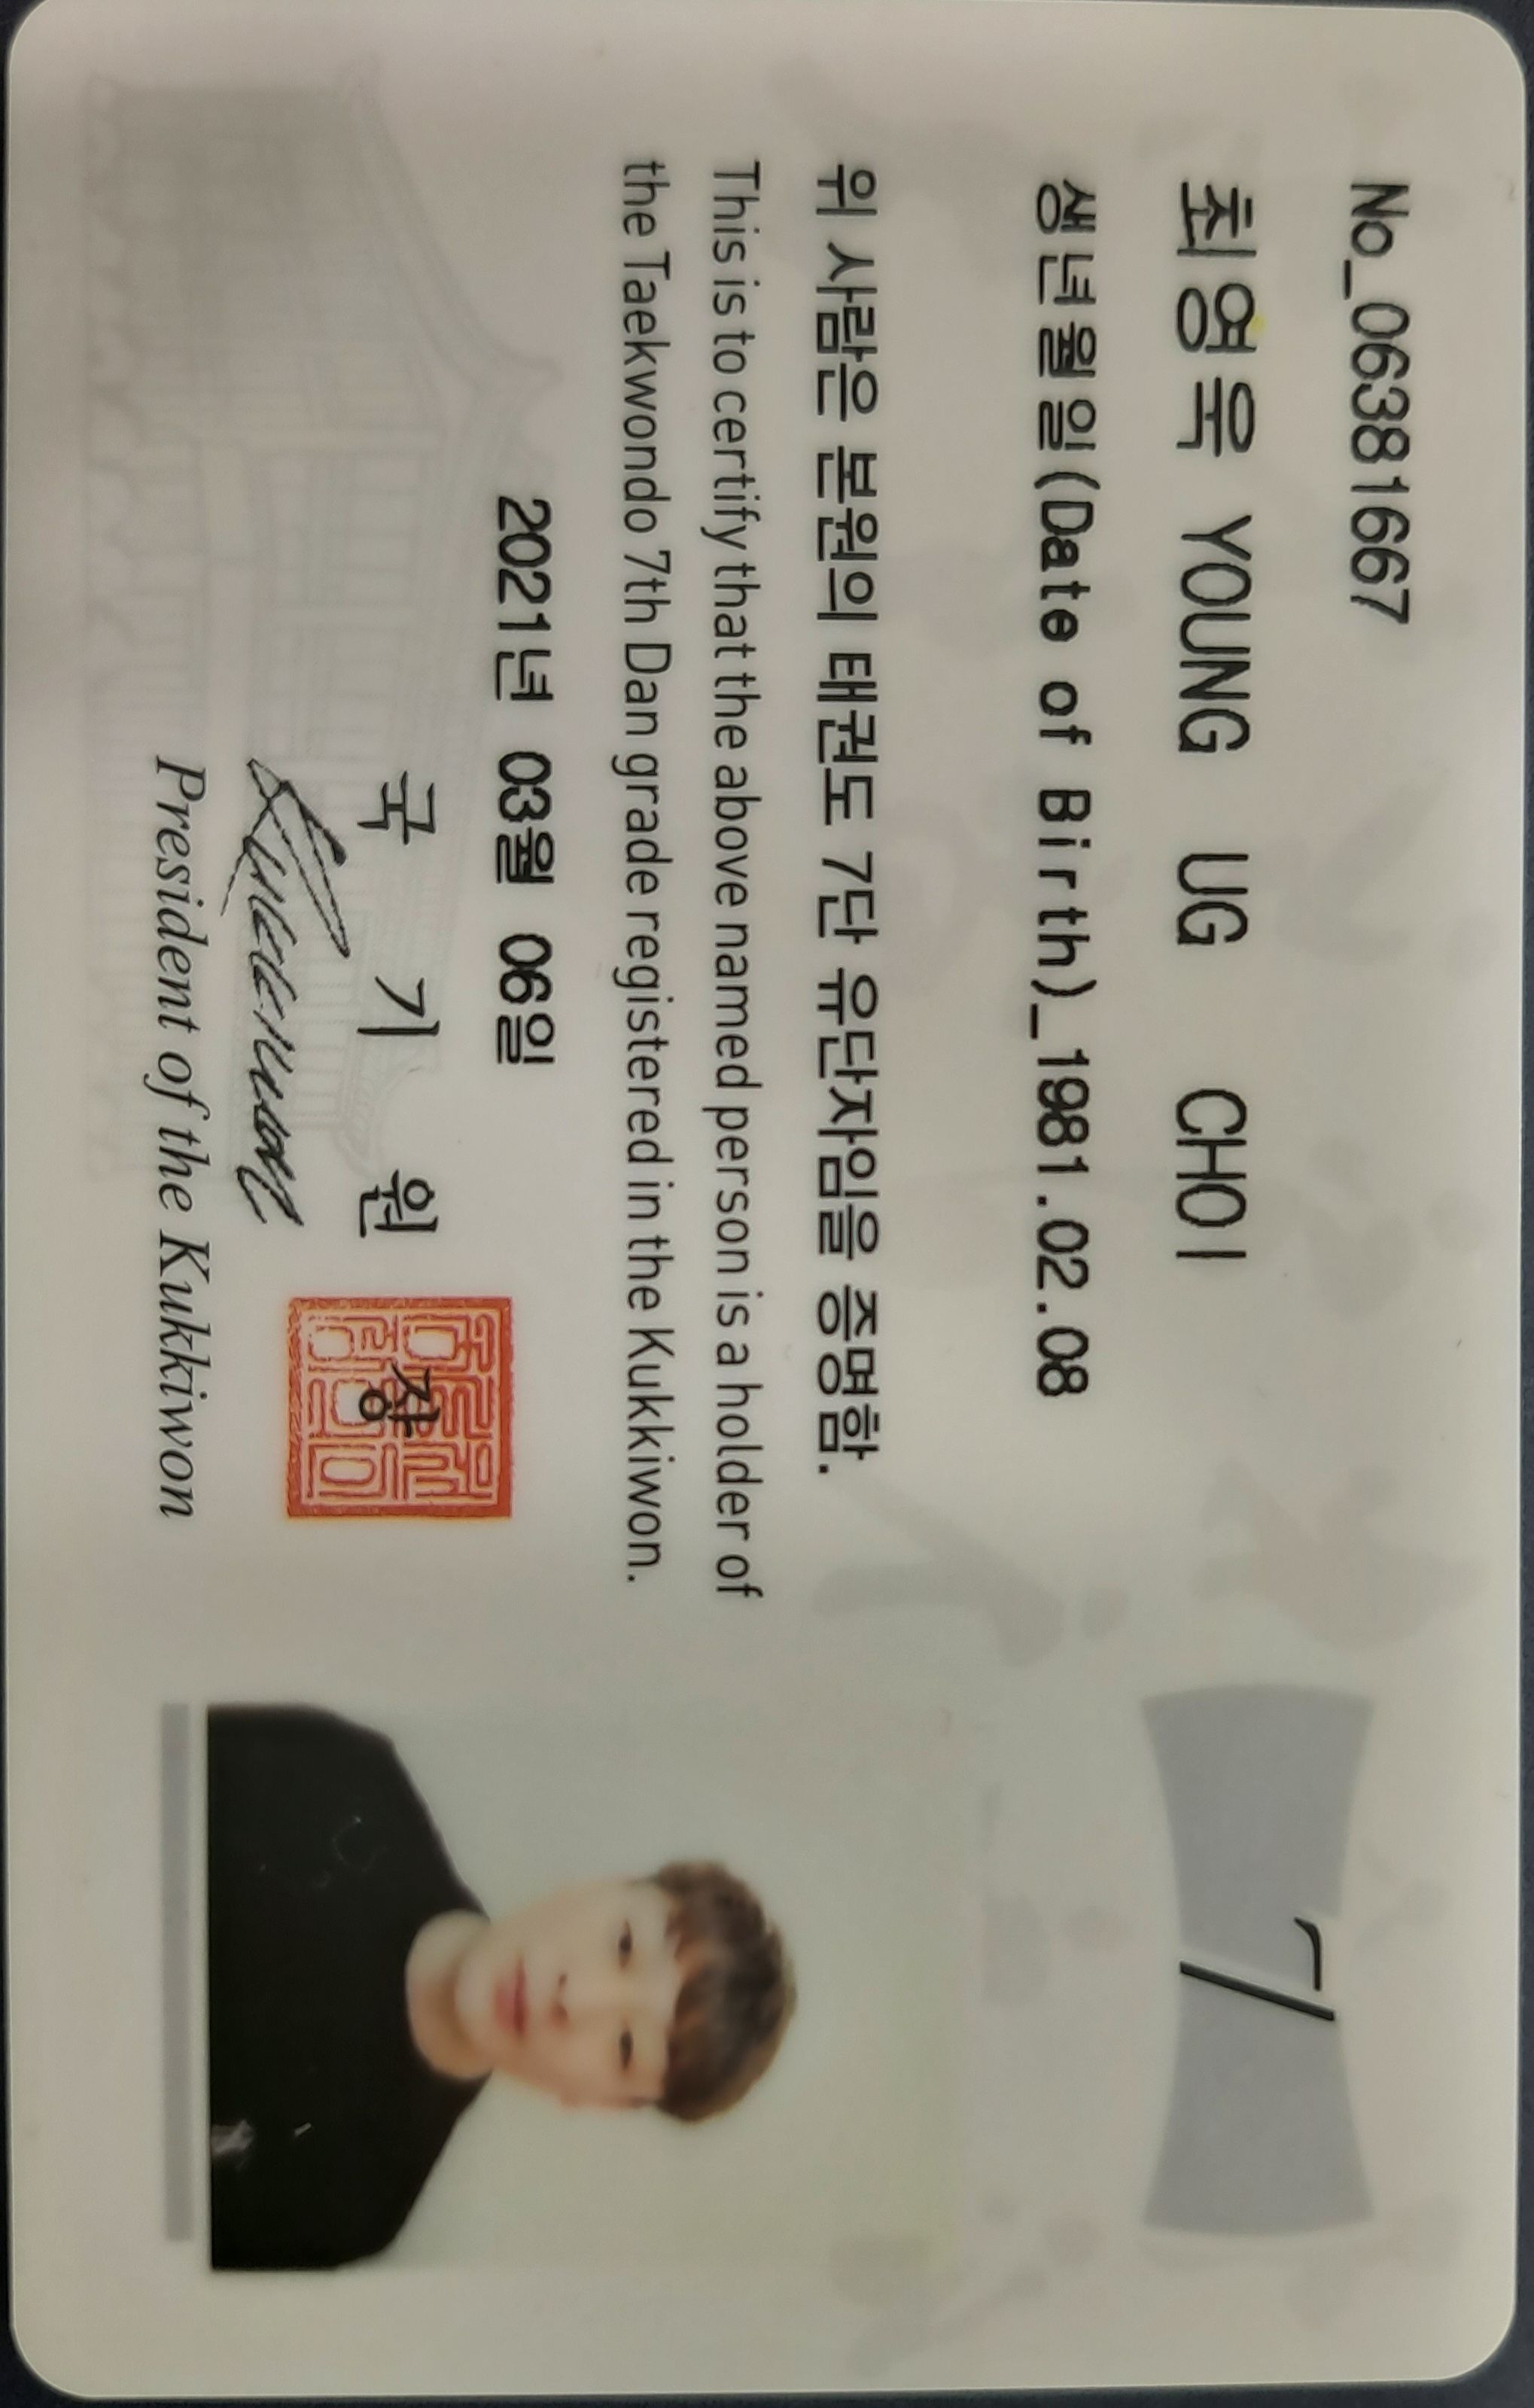 No_06381667
최영욱 YOUNG UG CHOI
생년월일(Date of Birth)_1981.02.08
위 사람은 본원의 태권도 7단 유단자임을 증명함.
This is to certify that the above named person is a holder of
the Taekwondo 7th Dan grade registered in the Kukkiwon.
2021년 03월 06일
국 기 원 장
President of the Kukkiwon
7